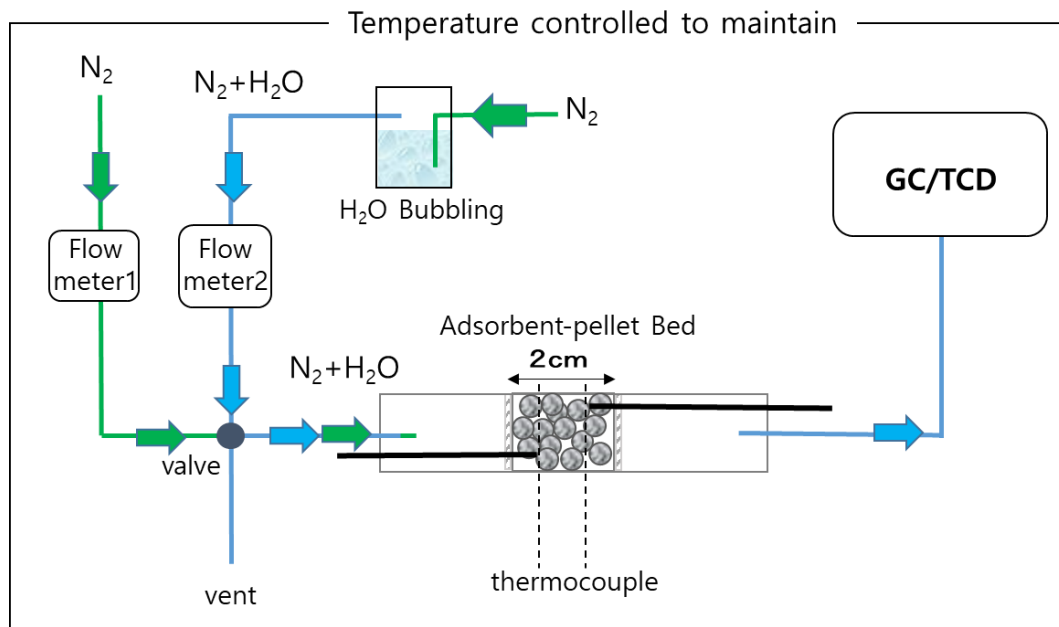 Temperature controlled to maintain
N₂
N₂+H₂O
N₂
H₂O Bubbling
GC/TCD
Flow
meter1
Flow
meter2
Adsorbent-pellet Bed
2cm
N₂+H₂O
valve
thermocouple
vent